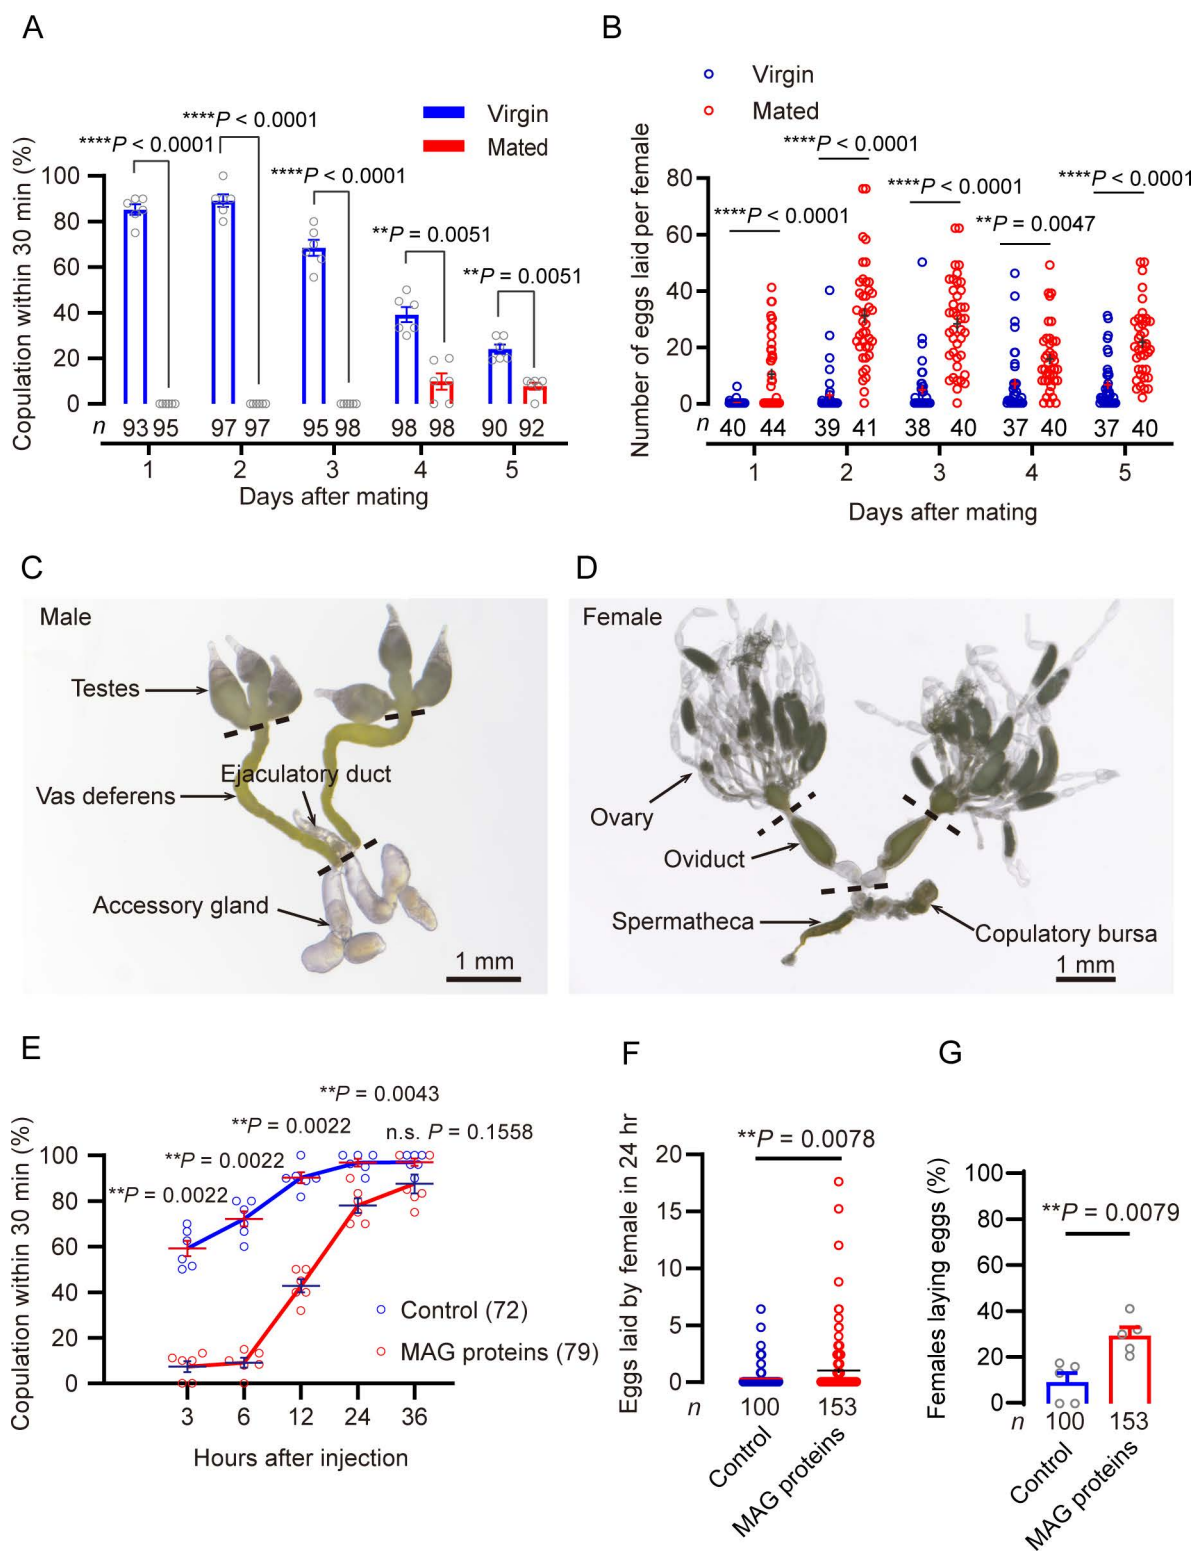 A
Virgin
Mated
****P < 0.0001
****P < 0.0001
****P < 0.0001
**P = 0.0051
**P = 0.0051
Copulation within 30 min (%)
100
80
60
40
20
0
n 93 95 97 97 95 98 98 98 90 92
1 2 3 4 5
Days after mating
B
Virgin
Mated
****P < 0.0001
****P < 0.0001
****P < 0.0001
**P = 0.0047
****P < 0.0001
Number of eggs laid per female
80
60
40
20
0
n 40 44 39 41 38 40 37 40 37 40
1 2 3 4 5
Days after mating
C
Male
Testes
Ejaculatory duct
Vas deferens
Accessory gland
1 mm
D
Female
Ovary
Oviduct
Spermatheca
Copulatory bursa
1 mm
E
**P = 0.0043
**P = 0.0022
n.s. P = 0.1558
**P = 0.0022
**P = 0.0022
Copulation within 30 min (%)
100
80
60
40
20
0
Control (72)
MAG proteins (79)
3 6 12 24 36
Hours after injection
F
**P = 0.0078
Eggs laid by female in 24 hr
20
15
10
5
0
n 100 153
Control
MAG proteins
G
**P = 0.0079
Females laying eggs (%)
100
80
60
40
20
0
n 100 153
Control
MAG proteins